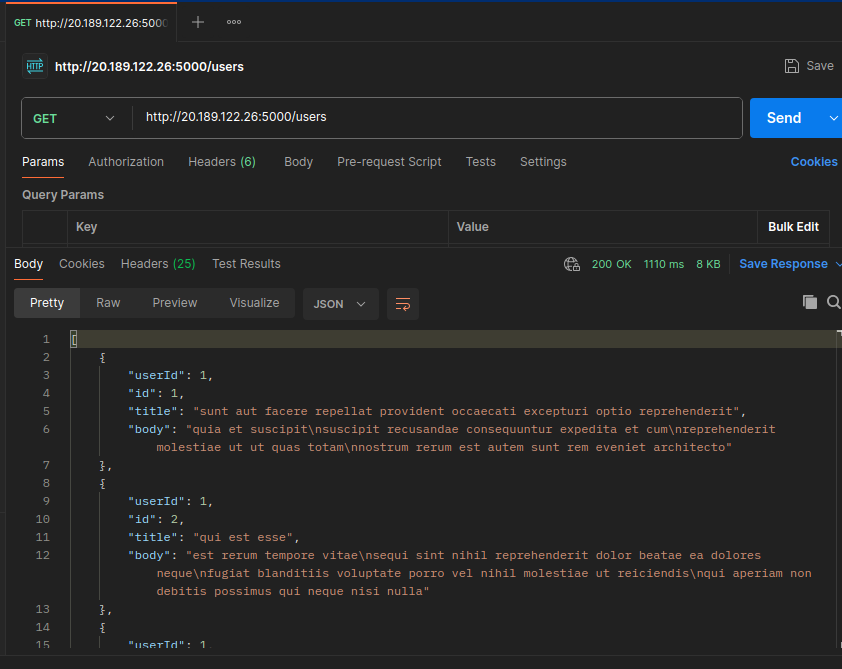 GET http://20.189.122.26:5000
HTTP http://20.189.122.26:5000/users
Save
GET http://20.189.122.26:5000/users Send
Params Authorization Headers (6) Body Pre-request Script Tests Settings Cookies
Query Params
Key Value Bulk Edit
Body Cookies Headers (25) Test Results 200 OK 1110 ms 8 KB Save Response
Pretty Raw Preview Visualize JSON
1 [
2 {
3 "userId": 1,
4 "id": 1,
5 "title": "sunt aut facere repellat provident occaecati excepturi optio reprehenderit",
6 "body": "quia et suscipit\nsuscipit recusandae consequuntur expedita et cum\nreprehenderit
molestiae ut ut quas totam\nnostrum rerum est autem sunt rem eveniet architecto"
7 },
8 {
9 "userId": 1,
10 "id": 2,
11 "title": "qui est esse",
12 "body": "est rerum tempore vitae\nsequi sint nihil reprehenderit dolor beatae ea dolores
neque\nfugiat blanditiis voluptate porro vel nihil molestiae ut reiciendis\nqui aperiam non
debitis possimus qui neque nisi nulla"
13 },
14 {
15 "userId": 1,